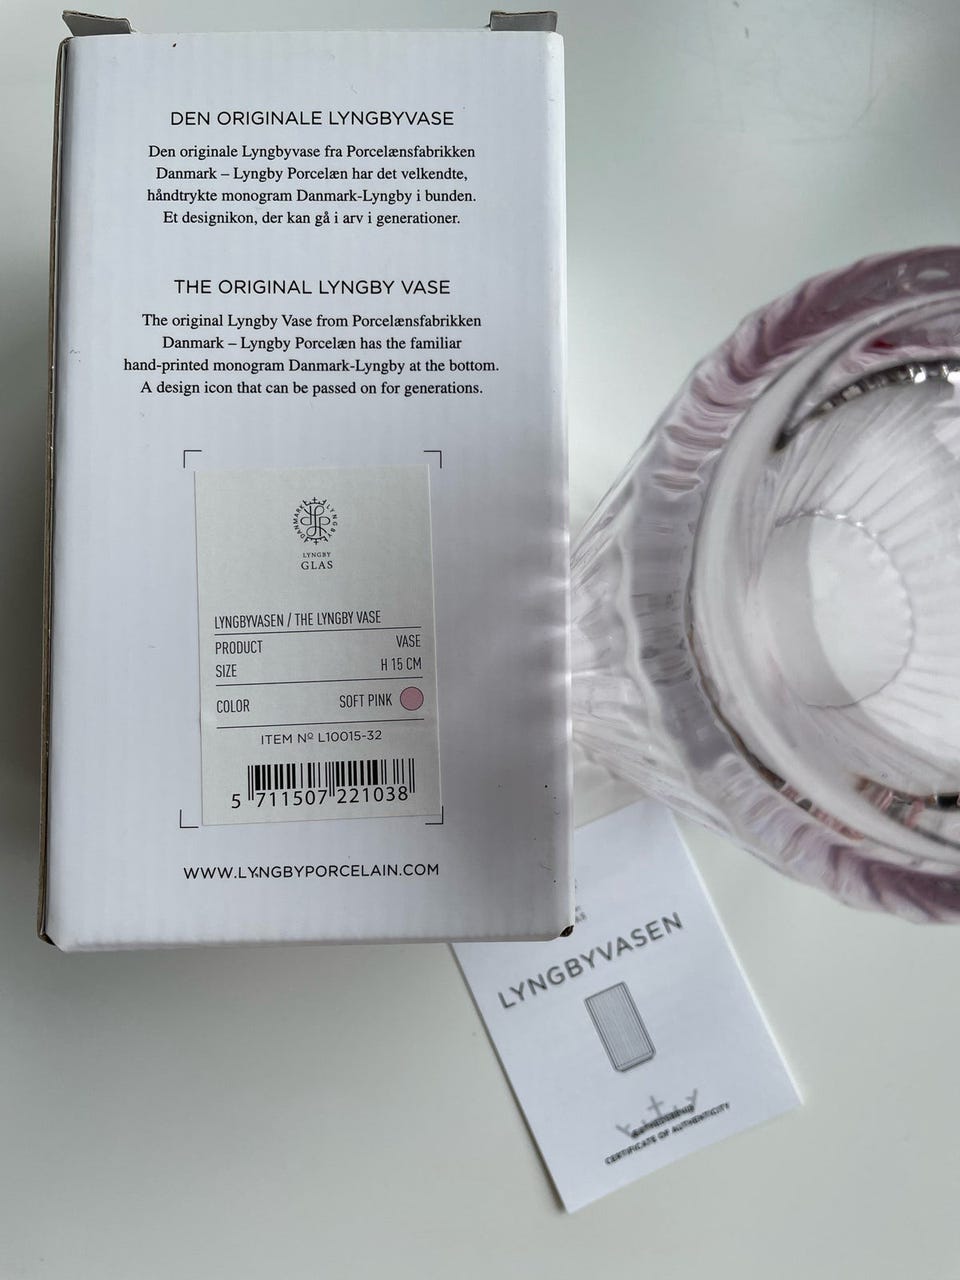 DEN ORIGINALE LYNGBYVASE
Den originale Lyngbyvase fra Porcelænsfabrikken
Danmark – Lyngby Porcelæn har det velkendte,
håndtrykte monogram Danmark-Lyngby i bunden.
Et designikon, der kan gå i arv i generationer.
THE ORIGINAL LYNGBY VASE
The original Lyngby Vase from Porcelænsfabrikken
Danmark – Lyngby Porcelæn has the familiar
hand-printed monogram Danmark-Lyngby at the bottom.
A design icon that can be passed on for generations.
DANMARK LYNGBY
LYNGBY
GLAS
LYNGBYVASEN / THE LYNGBY VASE
PRODUCT VASE
SIZE H 15 CM
COLOR SOFT PINK
ITEM Nº L10015-32
5 711507 221038
WWW.LYNGBYPORCELAIN.COM
LYNGBYVASEN
CERTIFICATE OF AUTHENTICITY